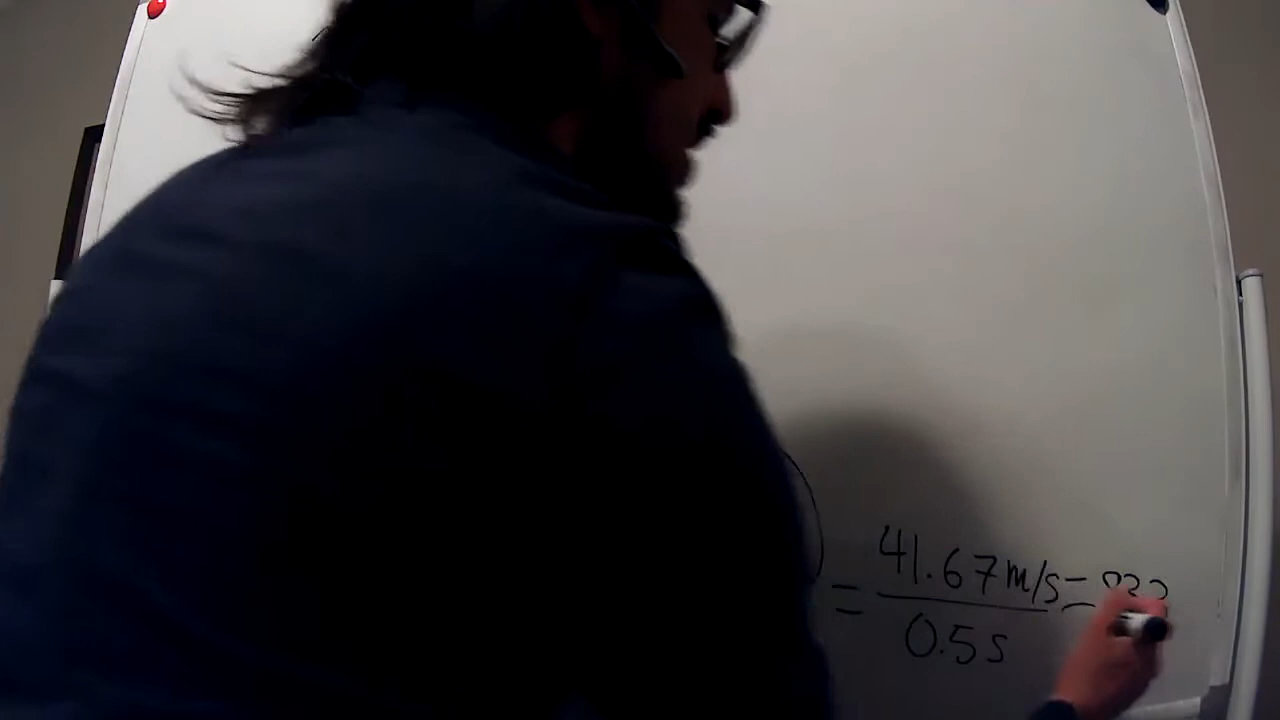 = 41.67 m/s =
0.5 s